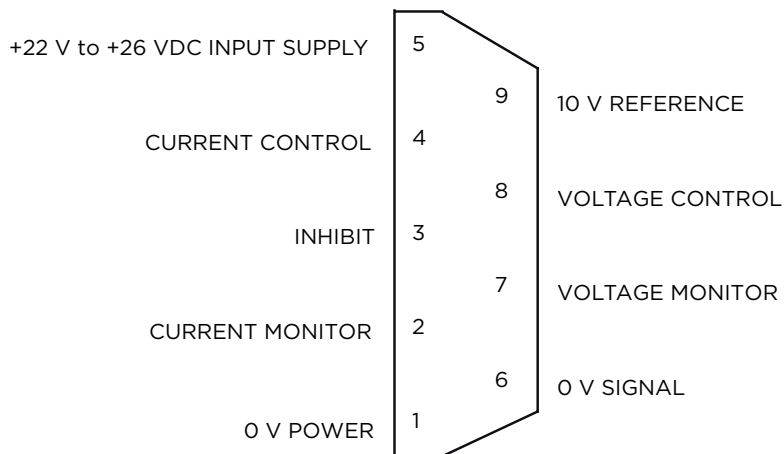 +22 V to +26 VDC INPUT SUPPLY 5
9 10 V REFERENCE
CURRENT CONTROL 4
8 VOLTAGE CONTROL
INHIBIT 3
7 VOLTAGE MONITOR
CURRENT MONITOR 2
6 0 V SIGNAL
0 V POWER 1